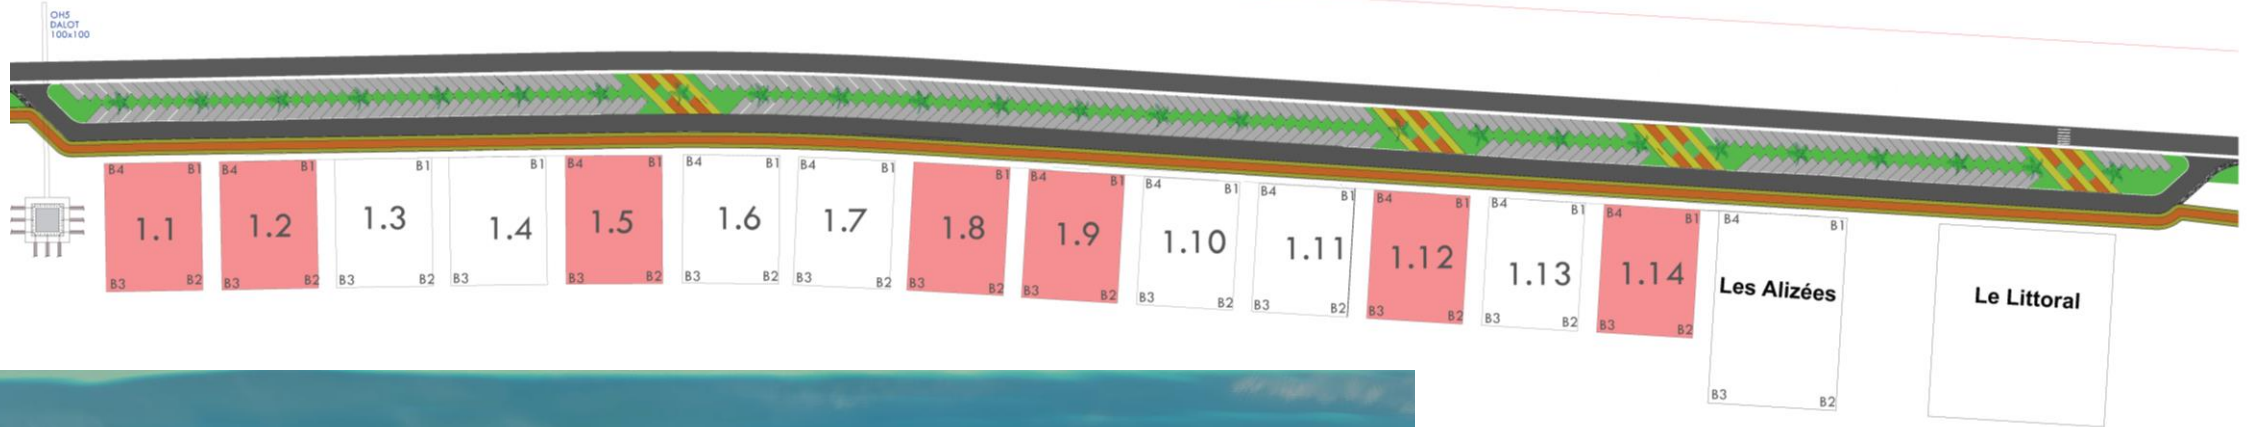 OH5
DALOT
100x100
B4 B1
1.1
B3 B2
B4 B1
1.2
B3 B2
B1
1.3
B3 B2
B1
1.4
B3
B4 B1
1.5
B3 B2
B4 B1
1.6
B3 B2
B4 B1
1.7
B3 B2
B1
1.8
B3 B2
B4 B1
1.9
B3 B2
B4 B1
1.10
B3 B2
B4 B1
1.11
B3 B2
B4 B1
1.12
B3 B2
B4 B1
1.13
B3 B2
B4 B1
1.14
B3 B2
B4 B1
Les Alizées
B3 B2
Le Littoral